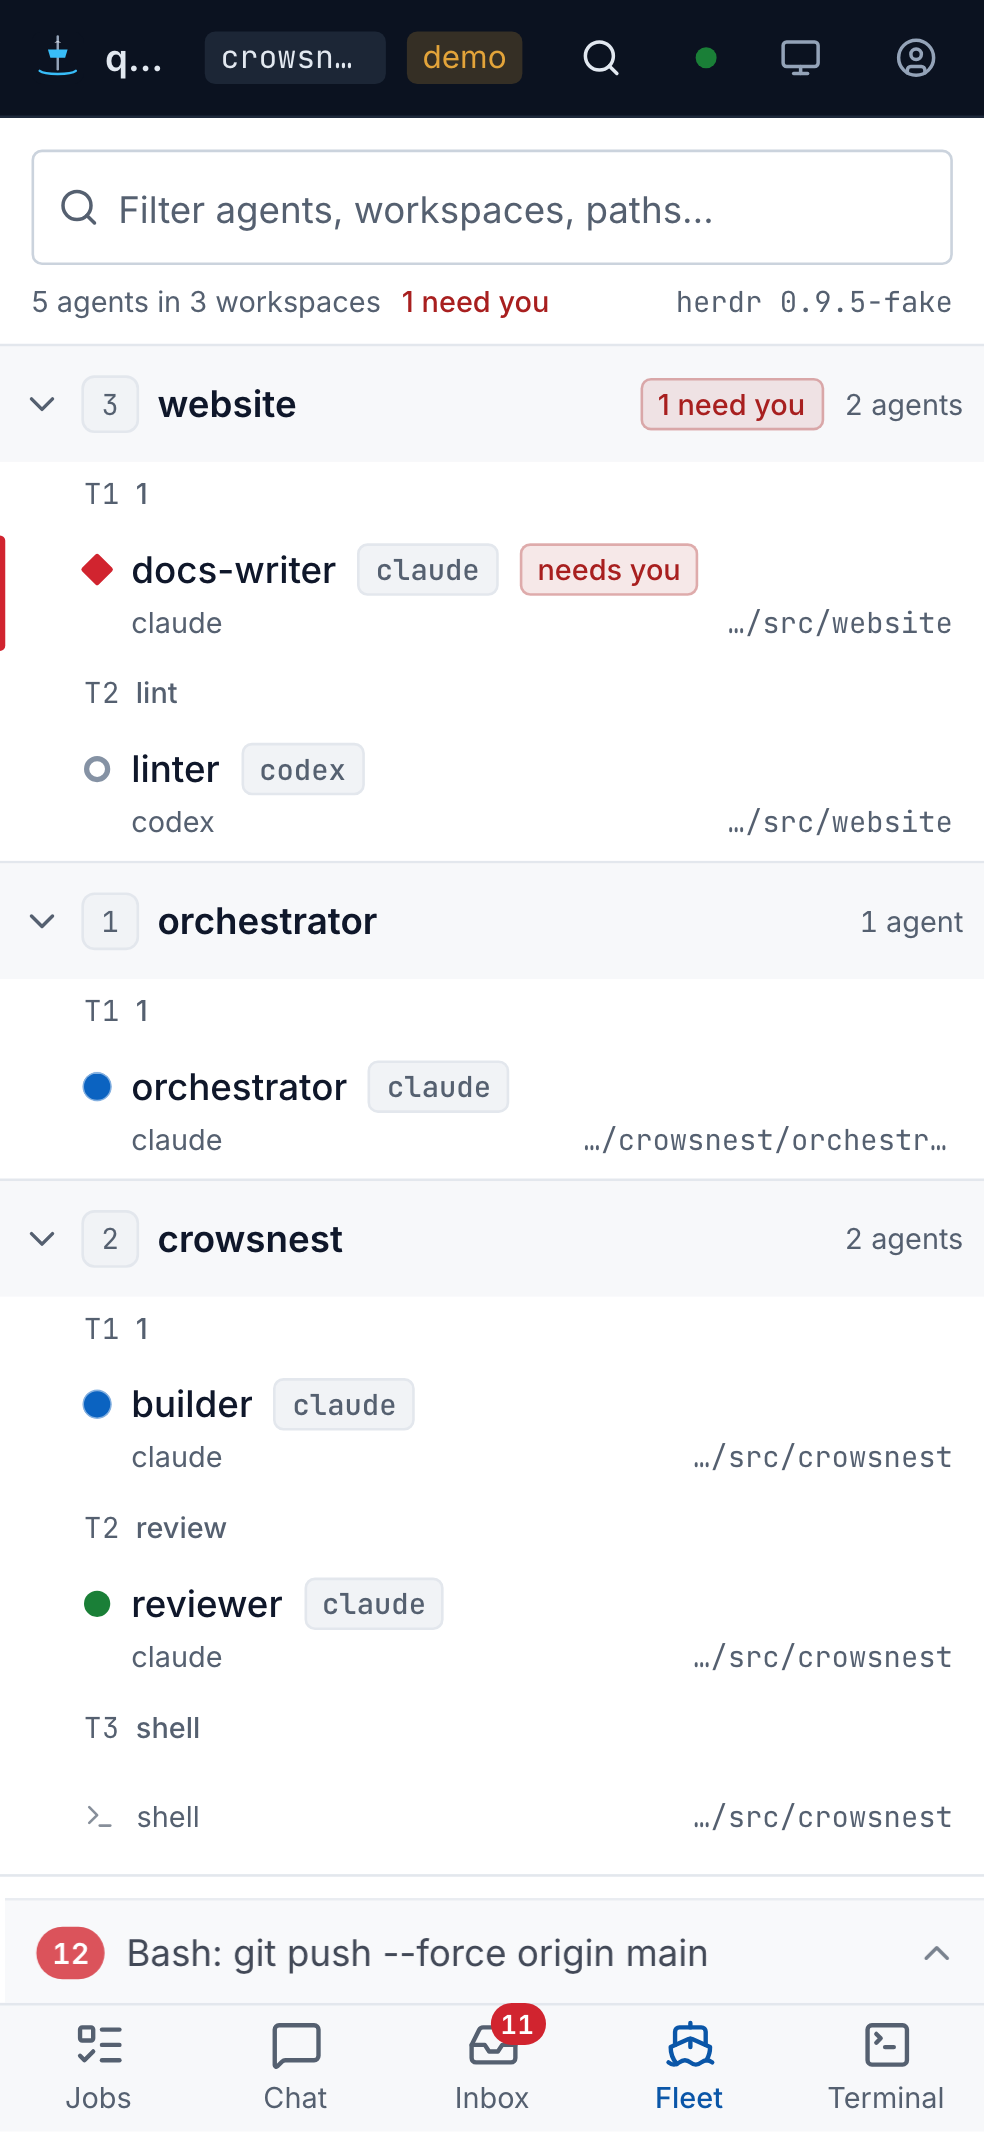 q...
crowsn...
demo
Filter agents, workspaces, paths...
5 agents in 3 workspaces 1 need you herdr 0.9.5-fake
3 website 1 need you 2 agents
T1 1
docs-writer claude needs you
claude …/src/website
T2 lint
linter codex
codex …/src/website
1 orchestrator 1 agent
T1 1
orchestrator claude
claude …/crowsnest/orchestr…
2 crowsnest 2 agents
T1 1
builder claude
claude …/src/crowsnest
T2 review
reviewer claude
claude …/src/crowsnest
T3 shell
shell …/src/crowsnest
12 Bash: git push --force origin main
11
Jobs Chat Inbox Fleet Terminal